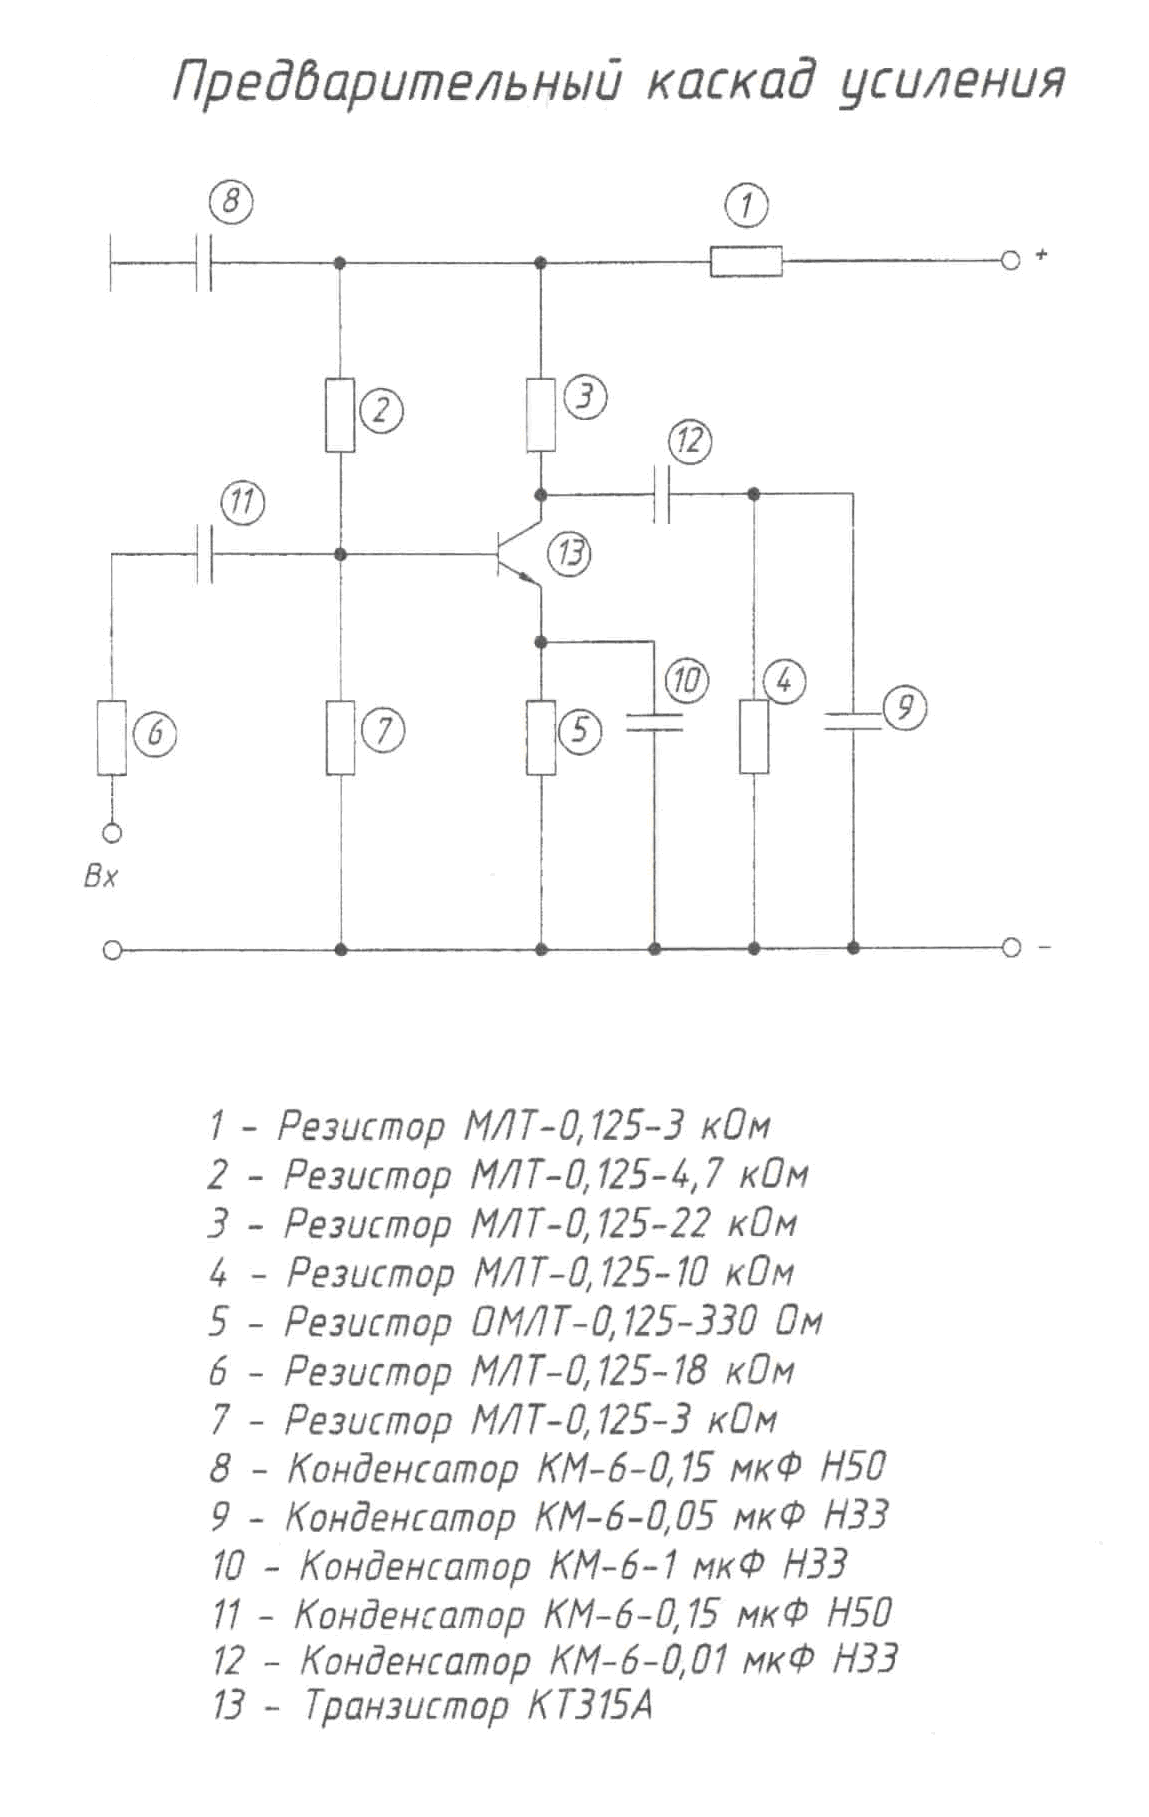 Предварительный каскад усиления
8
1
+
2
3
12
11
13
10
4
9
6
7
5
Вх
-
1 - Резистор МЛТ-0,125-3 кОм
2 - Резистор МЛТ-0,125-4,7 кОм
3 - Резистор МЛТ-0,125-22 кОм
4 - Резистор МЛТ-0,125-10 кОм
5 - Резистор ОМЛТ-0,125-330 Ом
6 - Резистор МЛТ-0,125-18 кОм
7 - Резистор МЛТ-0,125-3 кОм
8 - Конденсатор КМ-6-0,15 мкФ Н50
9 - Конденсатор КМ-6-0,05 мкФ Н33
10 - Конденсатор КМ-6-1 мкФ Н33
11 - Конденсатор КМ-6-0,15 мкФ Н50
12 - Конденсатор КМ-6-0,01 мкФ Н33
13 - Транзистор КТ315А